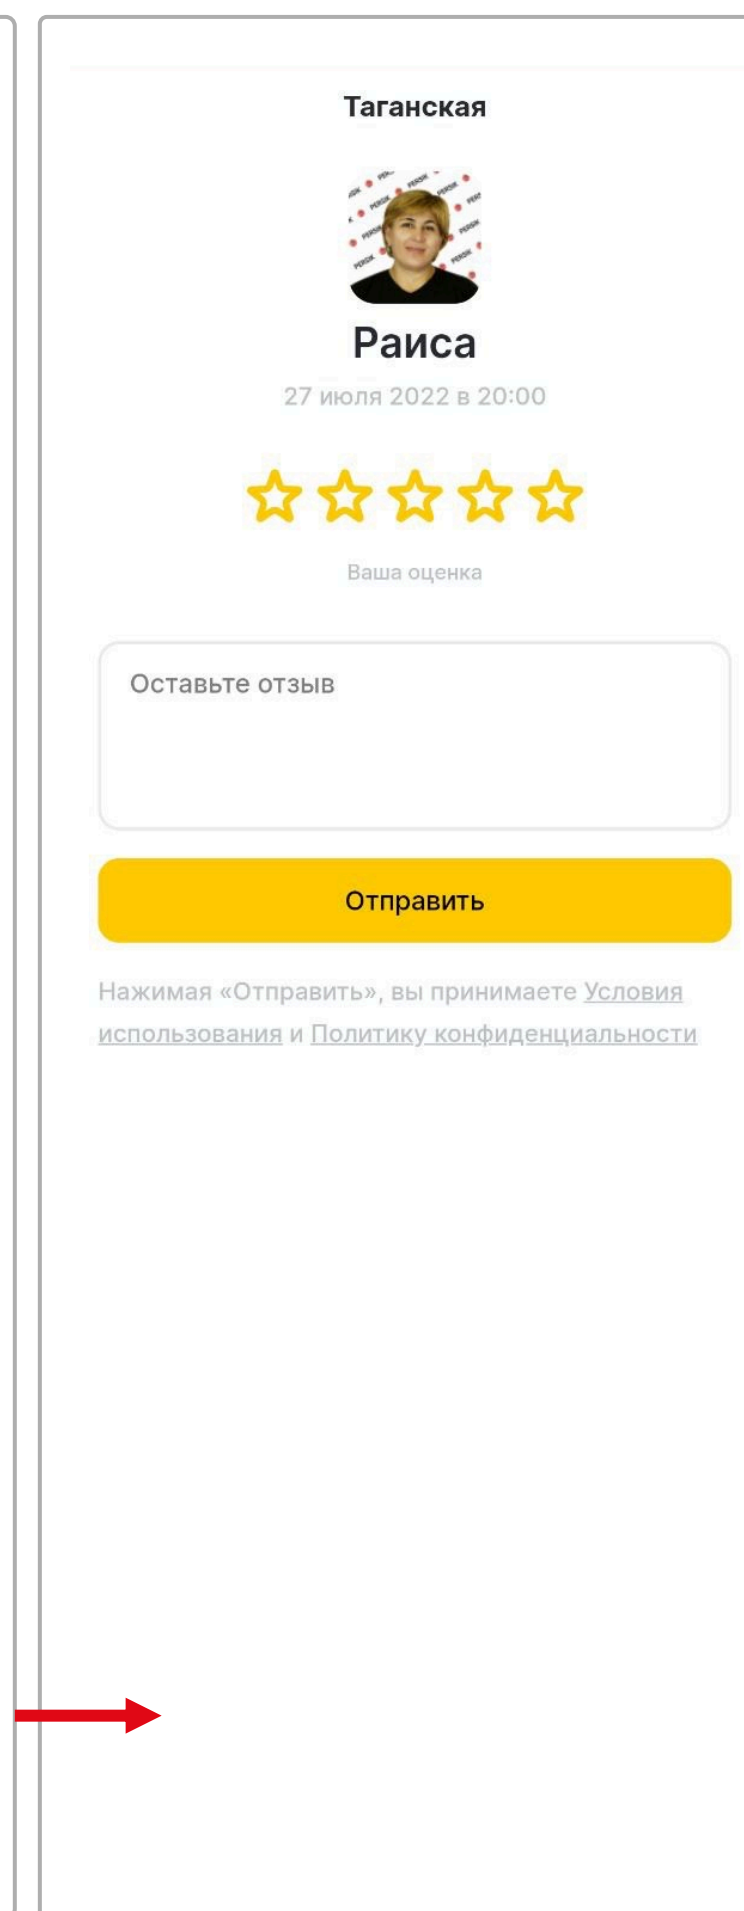 Таганская
PERSIK
Раиса
27 июля 2022 в 20:00
Ваша оценка
Оставьте отзыв
Отправить
Нажимая «Отправить», вы принимаете Условия
использования и Политику конфиденциальности